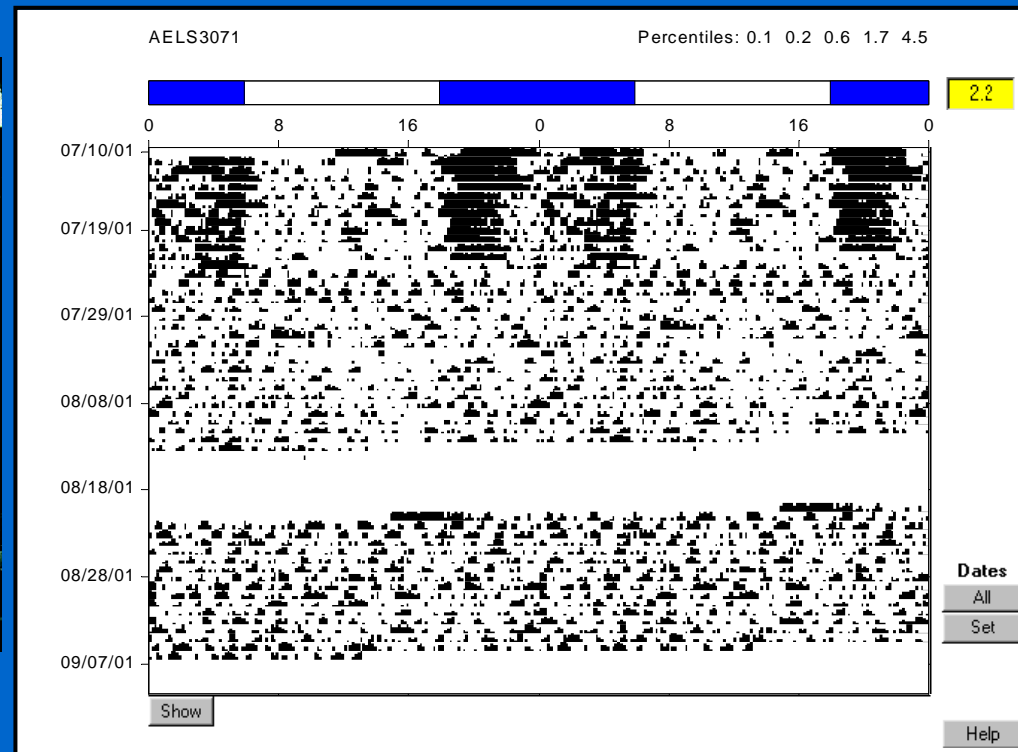 AELS3071 Percentiles: 0.1 0.2 0.6 1.7 4.5
2.2
0 8 16 0 8 16 0
07/10/01
07/19/01
07/29/01
08/08/01
08/18/01
08/28/01
Dates
All
Set
09/07/01
Show
Help